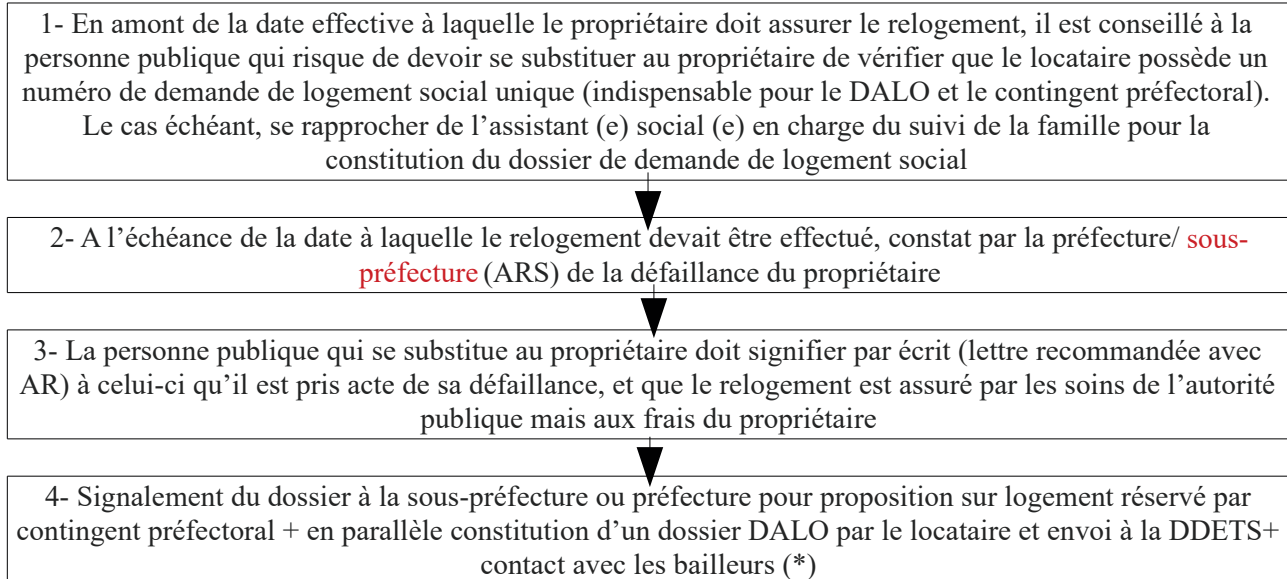 1- En amont de la date effective à laquelle le propriétaire doit assurer le relogement, il est conseillé à la
personne publique qui risque de devoir se substituer au propriétaire de vérifier que le locataire possède un
numéro de demande de logement social unique (indispensable pour le DALO et le contingent préfectoral).
Le cas échéant, se rapprocher de l’assistant (e) social (e) en charge du suivi de la famille pour la
constitution du dossier de demande de logement social
2- A l’échéance de la date à laquelle le relogement devait être effectué, constat par la préfecture/ sous-
préfecture (ARS) de la défaillance du propriétaire
3- La personne publique qui se substitue au propriétaire doit signifier par écrit (lettre recommandée avec
AR) à celui-ci qu’il est pris acte de sa défaillance, et que le relogement est assuré par les soins de l’autorité
publique mais aux frais du propriétaire
4- Signalement du dossier à la sous-préfecture ou préfecture pour proposition sur logement réservé par
contingent préfectoral + en parallèle constitution d’un dossier DALO par le locataire et envoi à la DDETS+
contact avec les bailleurs (*)